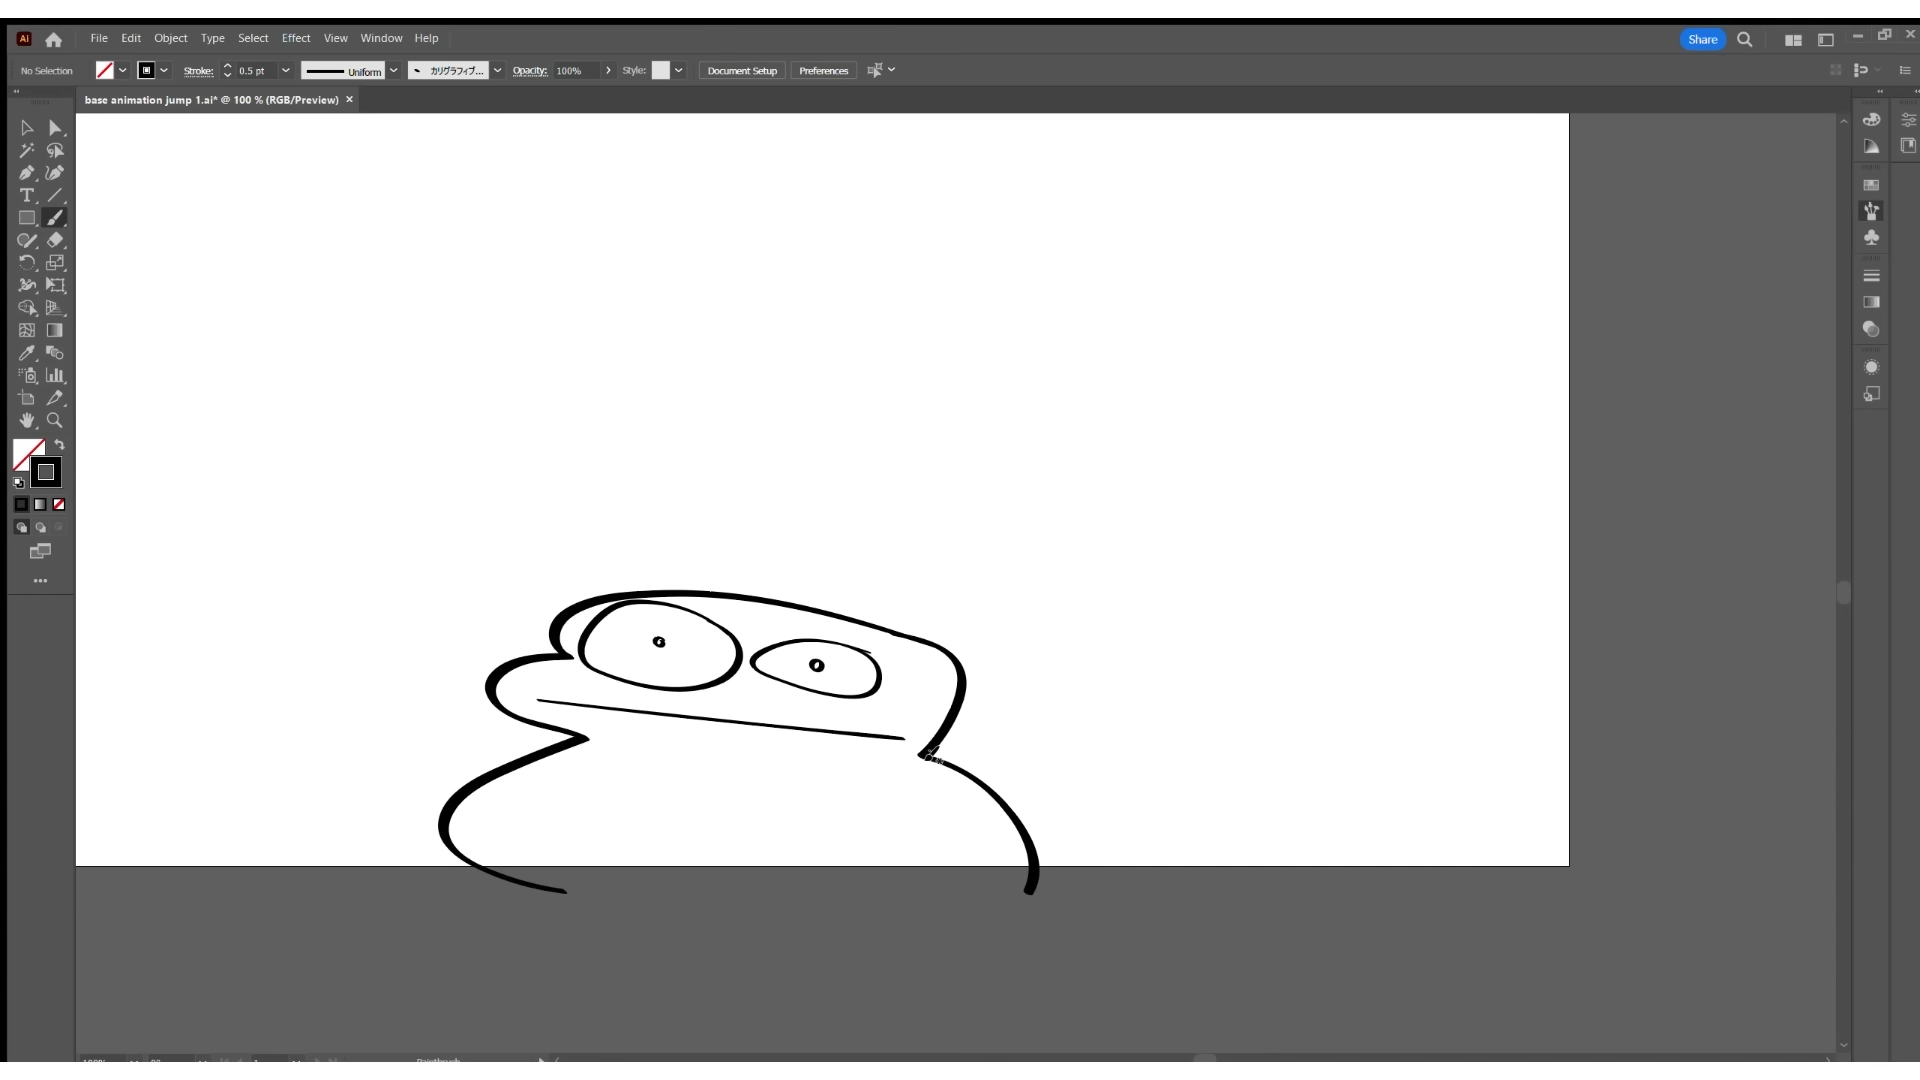 Ai File Edit Object Type Select Effect View Window Help Share
No Selection Stroke: 0.5 pt Uniform カリグラフィブ... Opacity: 100% Style: Document Setup Preferences
base animation jump 1.ai* @ 100 % (RGB/Preview) ×